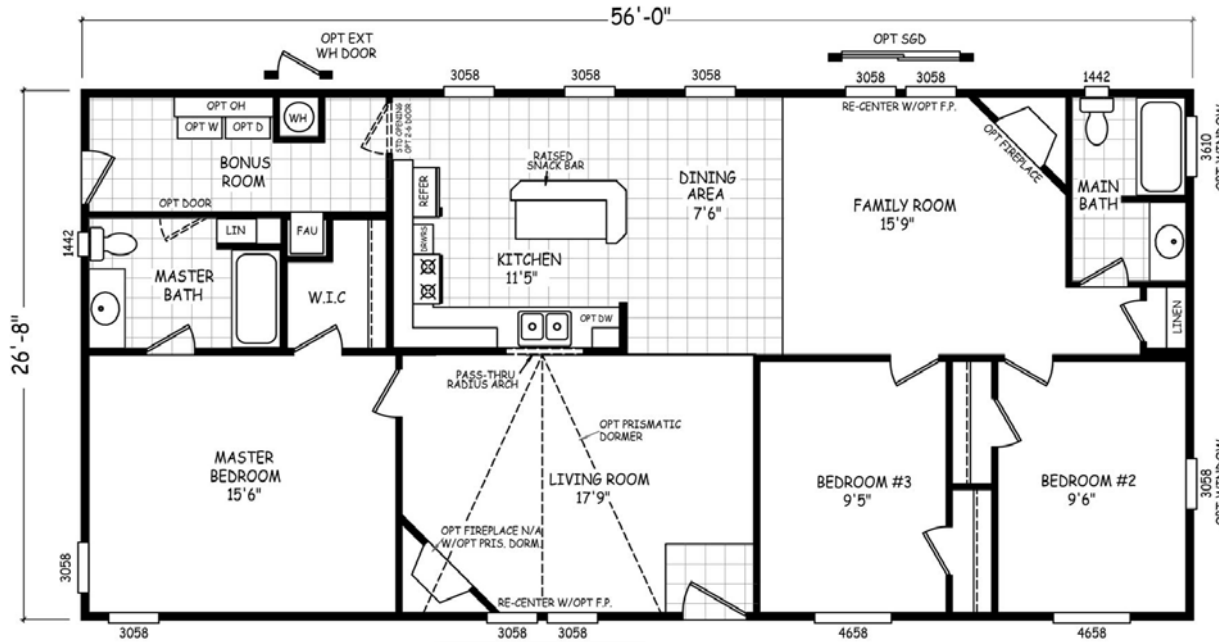 56'-0"
OPT EXT
WH DOOR
OPT SGD
3058
3058
3058
3058
3058
1442
RE-CENTER W/OPT F.P.
OPT OH
OPT W
OPT D
WH
STD OPENING
OPT 2-6 DOOR
BONUS
ROOM
OPT DOOR
REFER
RAISED
SNACK BAR
DINING
AREA
7'6"
FAMILY ROOM
15'9"
OPT FIREPLACE
MAIN
BATH
3610
OPT WINDOW
26'-8"
1442
LIN
FAU
MASTER
BATH
W.I.C
DRWRS
KITCHEN
11'5"
OPT DW
LINEN
PASS-THRU
RADIUS ARCH
OPT PRISMATIC
DORMER
MASTER
BEDROOM
15'6"
LIVING ROOM
17'9"
BEDROOM #3
9'5"
BEDROOM #2
9'6"
3058
OPT WINDOW
OPT FIREPLACE N/A
W/OPT PRIS. DORM.
RE-CENTER W/OPT F.P.
3058
3058
3058
3058
4658
4658